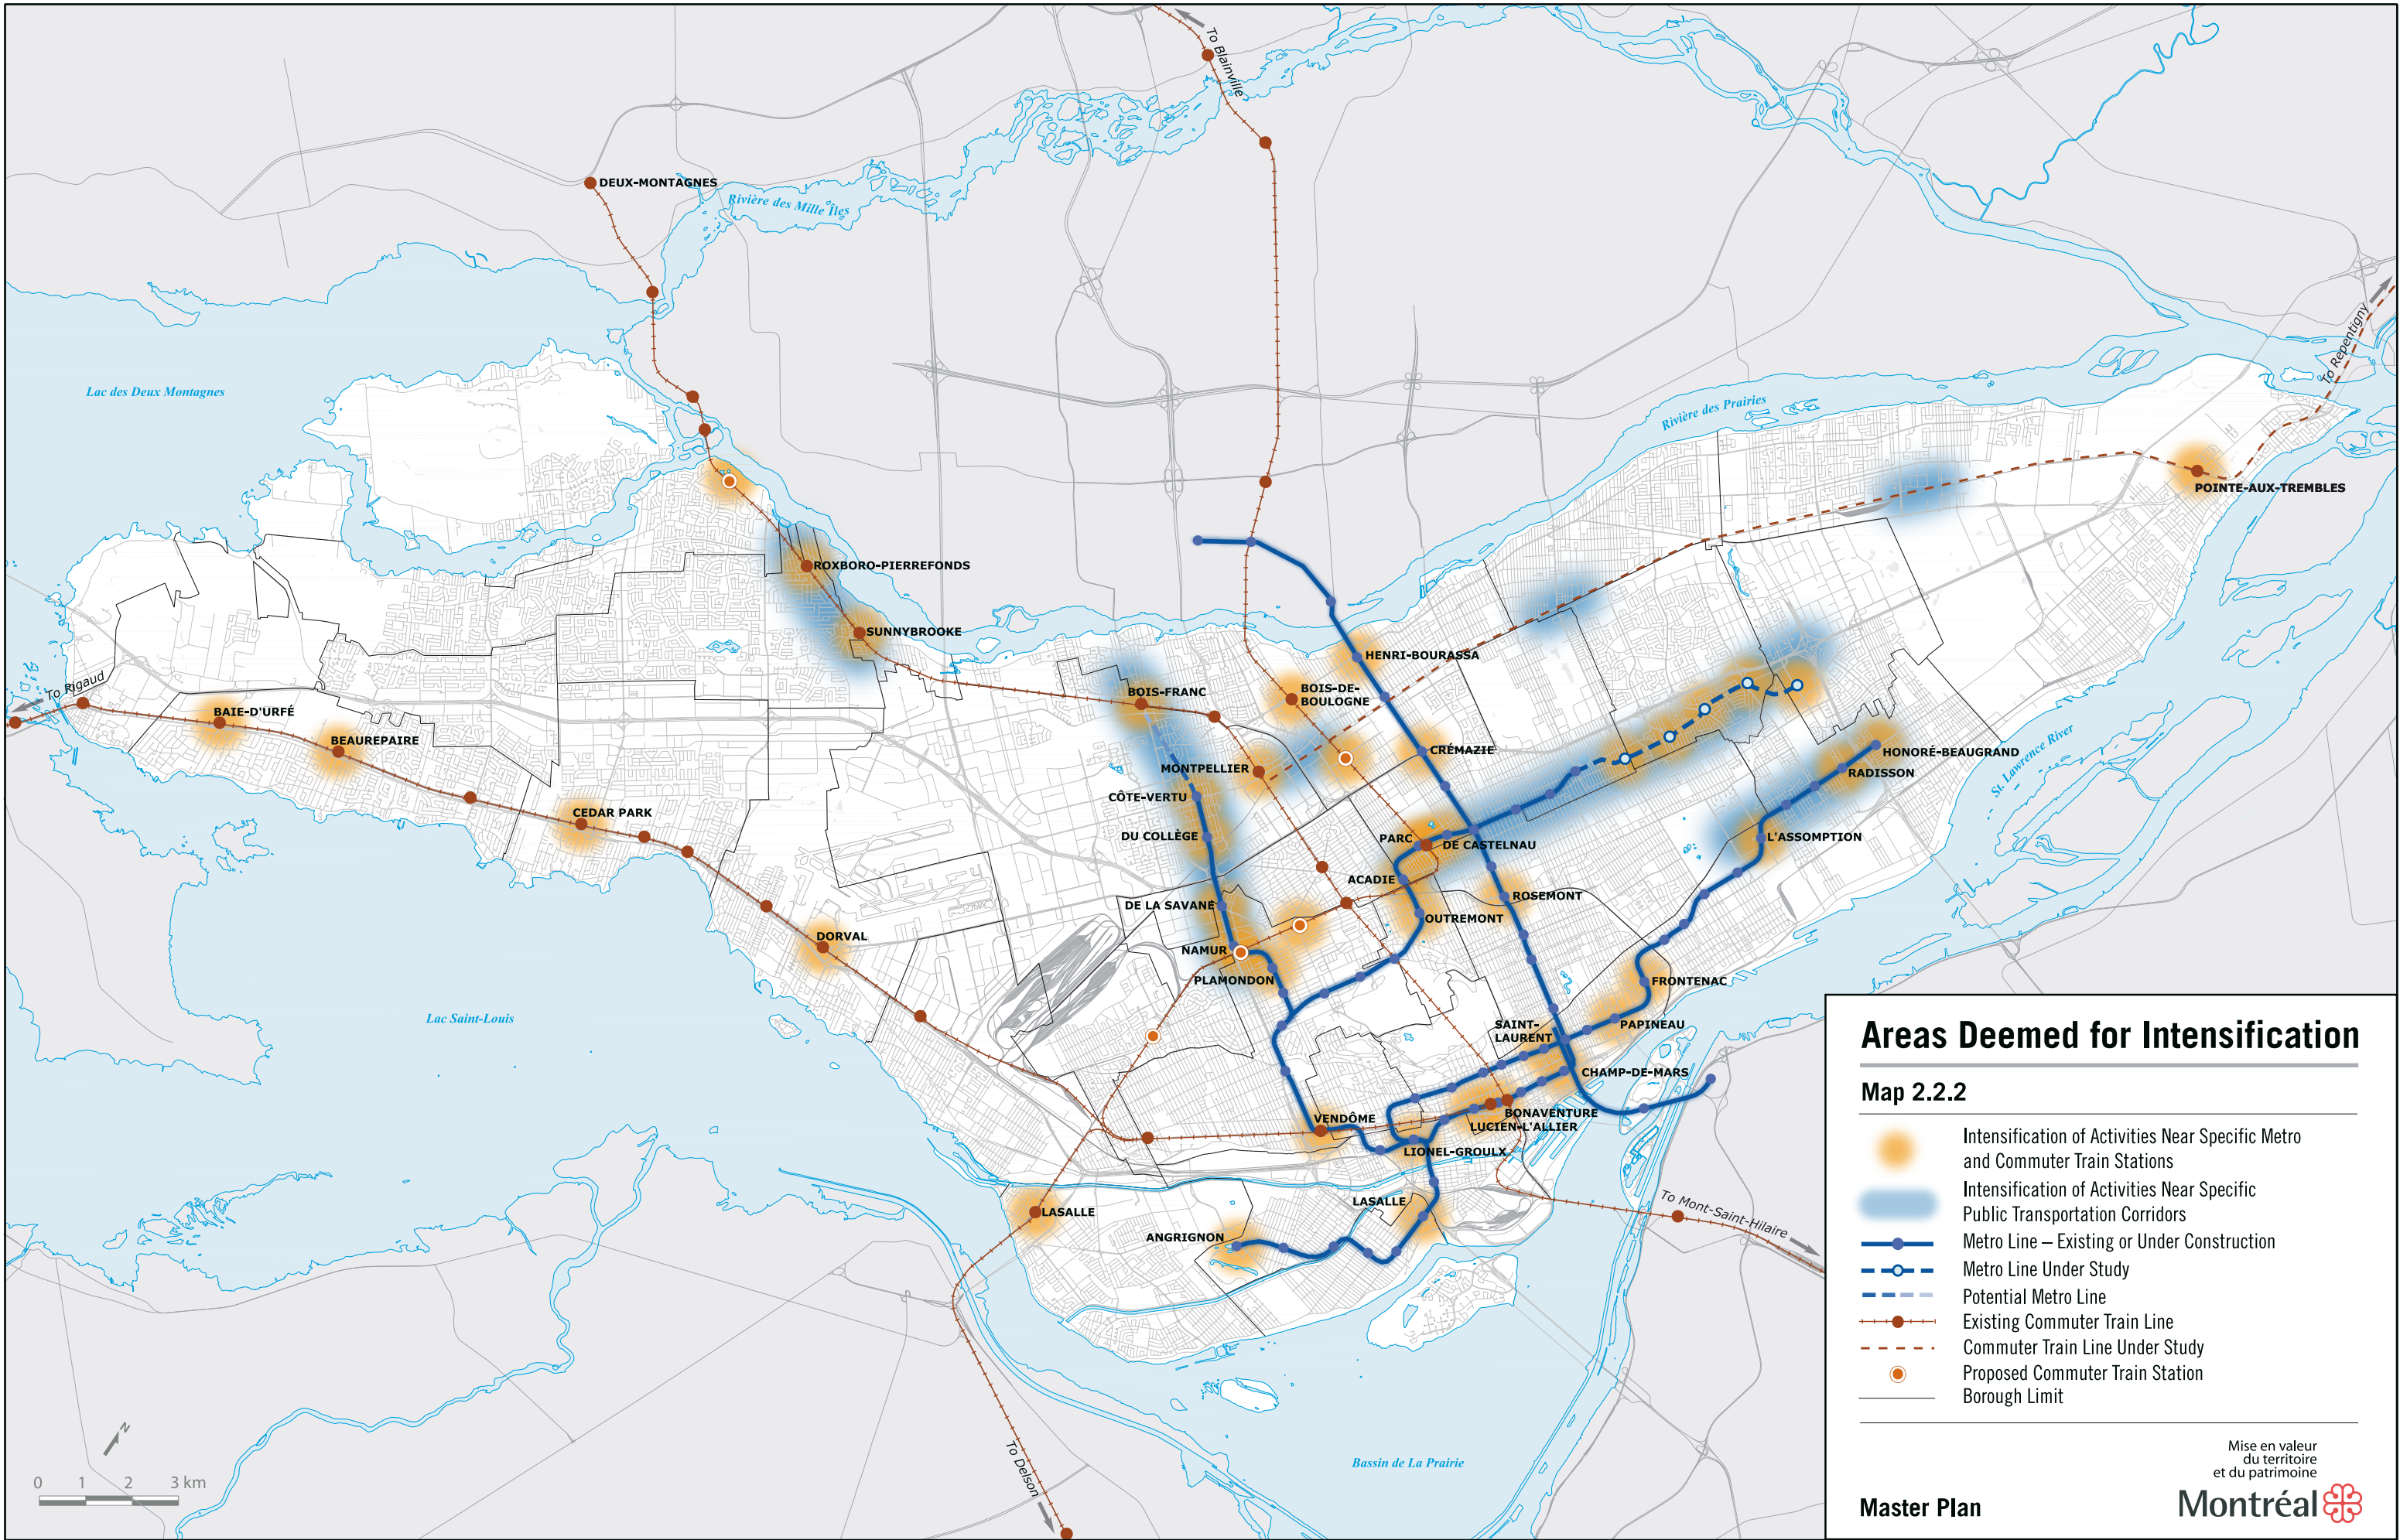 To Blainville
DEUX-MONTAGNES
Rivière des Mille Îles
To Repentigny
Lac des Deux Montagnes
Rivière des Prairies
POINTE-AUX-TREMBLES
ROXBORO-PIERREFONDS
SUNNYBROOKE
HENRI-BOURASSA
To Rigaud
BAIE-D'URFÉ
BEAUREPAIRE
BOIS-FRANC
BOIS-DE-
BOULOGNE
CRÉMAZIE
MONTPELLIER
HONORÉ-BEAUGRAND
RADISSON
St. Lawrence River
CÔTE-VERTU
CEDAR PARK
DU COLLÈGE
PARC
DE CASTELNAU
L'ASSOMPTION
ACADIE
ROSEMONT
DE LA SAVANE
OUTREMONT
DORVAL
NAMUR
PLAMONDON
FRONTENAC
Lac Saint-Louis
SAINT-
LAURENT
PAPINEAU
CHAMP-DE-MARS
VENDÔME
BONAVENTURE
LUCIEN-L'ALLIER
LIONEL-GROULX
LASALLE
LASALLE
ANGRIGNON
To Mont-Saint-Hilaire
To Delson
Bassin de La Prairie
N
0 1 2 3 km
Areas Deemed for Intensification
Map 2.2.2
Intensification of Activities Near Specific Metro
and Commuter Train Stations
Intensification of Activities Near Specific
Public Transportation Corridors
Metro Line – Existing or Under Construction
Metro Line Under Study
Potential Metro Line
Existing Commuter Train Line
Commuter Train Line Under Study
Proposed Commuter Train Station
Borough Limit
Mise en valeur
du territoire
et du patrimoine
Master Plan
Montréal